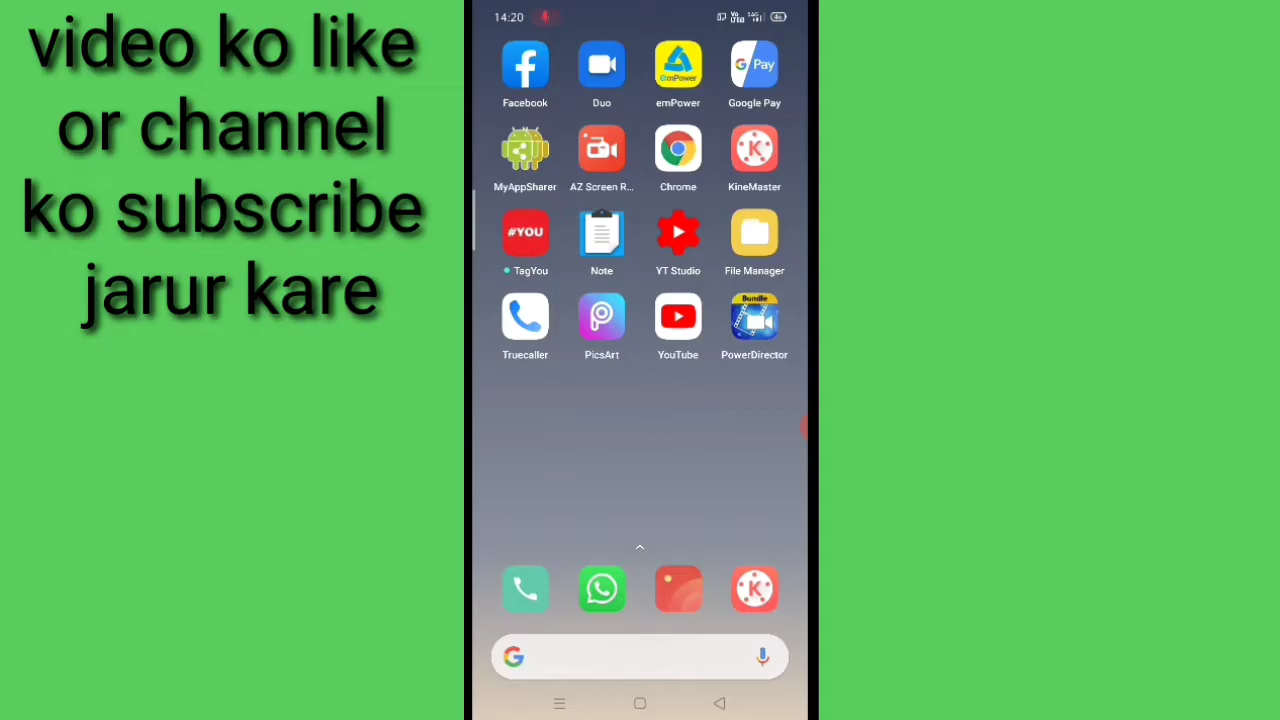 video ko like
or channel
ko subscribe
jarur kare
14:20
Facebook
Duo
emPower
emPower
Google Pay
G Pay
MyAppSharer
AZ Screen R...
Chrome
KineMaster
K
#YOU
TagYou
Note
YT Studio
File Manager
Bundle
Truecaller
PicsArt
YouTube
PowerDirector
K